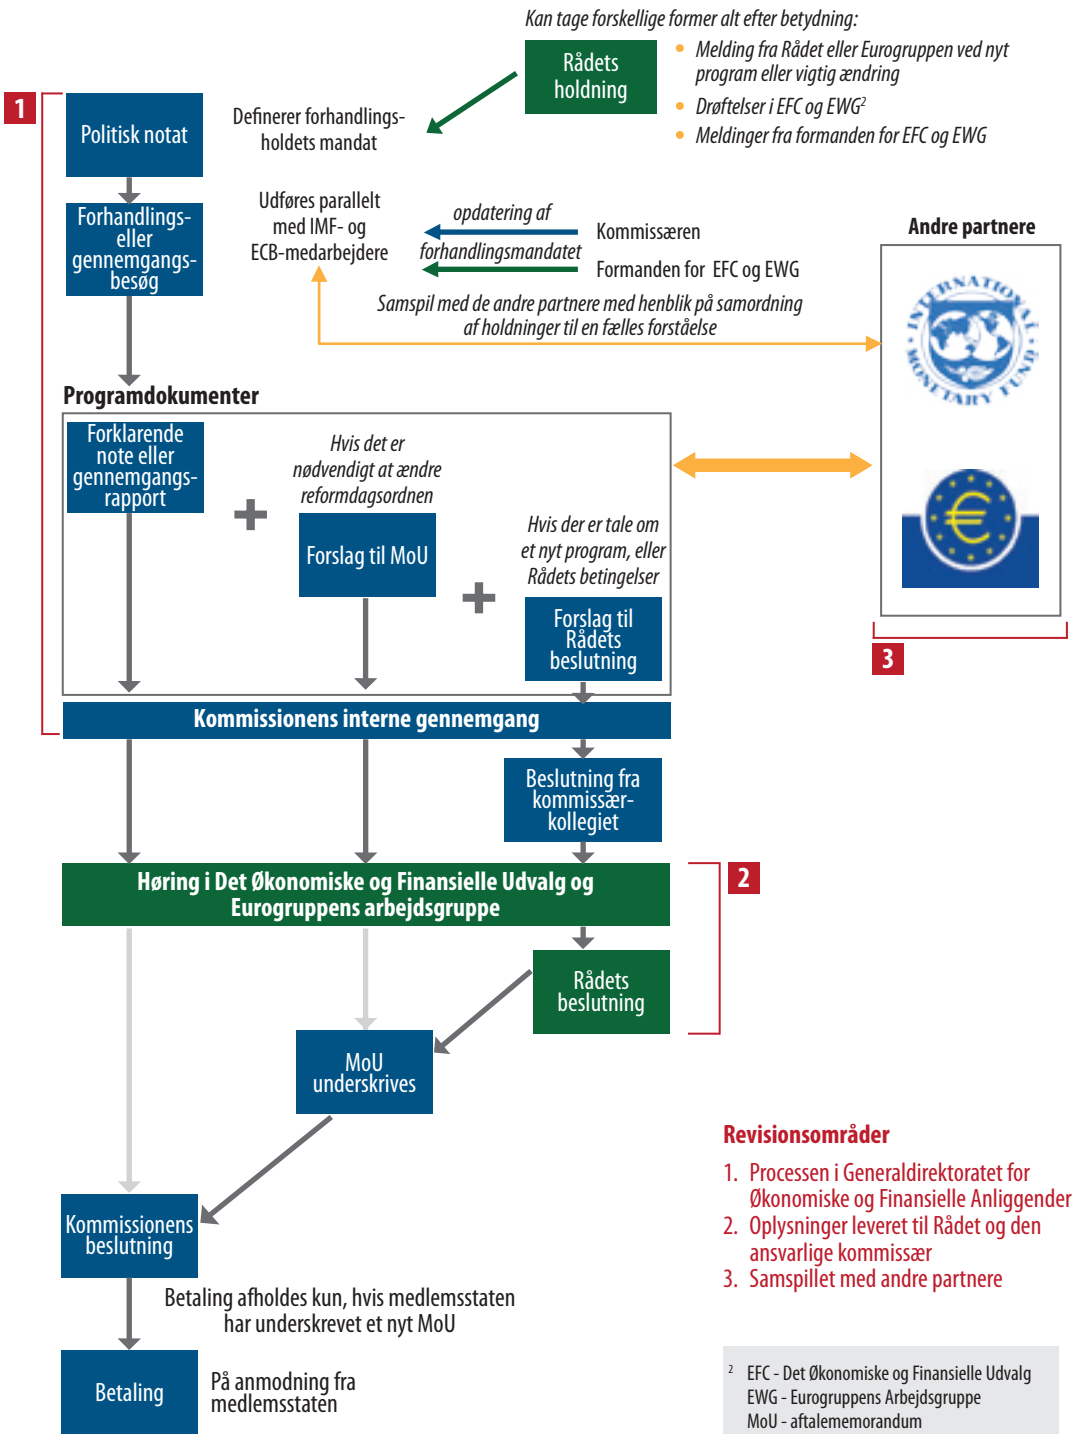 Kan tage forskellige former alt efter betydning:
Rådets
holdning
• Melding fra Rådet eller Eurogruppen ved nyt
program eller vigtig ændring
• Drøftelser i EFC og EWG²
• Meldinger fra formanden for EFC og EWG
1
Politisk notat
Definerer forhandlings-
holdets mandat
Forhandlings-
eller
gennemgangs-
besøg
Udføres parallelt
med IMF- og
ECB-medarbejdere
opdatering af
forhandlingsmandatet
Kommissæren
Formanden for EFC og EWG
Samspil med de andre partnere med henblik på samordning
af holdninger til en fælles forståelse
Andre partnere
INTERNATIONAL
MONETARY FUND
Programdokumenter
Forklarende
note eller
gennemgangs-
rapport
+
Hvis det er
nødvendigt at ændre
reformdagsordnen
Forslag til MoU
+
Hvis der er tale om
et nyt program, eller
Rådets betingelser
Forslag til
Rådets
beslutning
€
3
Kommissionens interne gennemgang
Beslutning fra
kommissær-
kollegiet
Høring i Det Økonomiske og Finansielle Udvalg og
Eurogruppens arbejdsgruppe
2
Rådets
beslutning
MoU
underskrives
Kommissionens
beslutning
Betaling afholdes kun, hvis medlemsstaten
har underskrevet et nyt MoU
Betaling
På anmodning fra
medlemsstaten
Revisionsområder
1. Processen i Generaldirektoratet for
Økonomiske og Finansielle Anliggender
2. Oplysninger leveret til Rådet og den
ansvarlige kommissær
3. Samspillet med andre partnere
² EFC - Det Økonomiske og Finansielle Udvalg
EWG - Eurogruppens Arbejdsgruppe
MoU - aftalememorandum